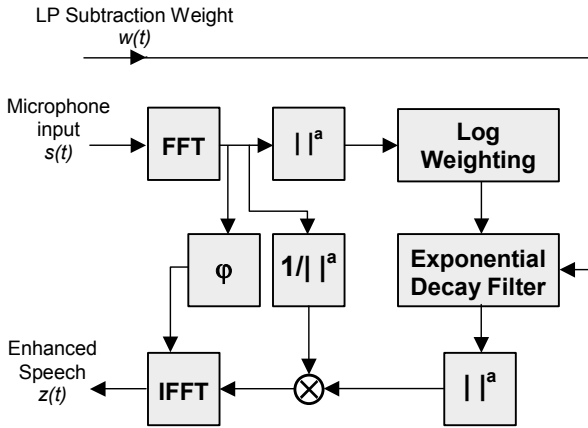 LP Subtraction Weight
w(t)
Microphone
input
s(t)
FFT
| |ª
Log
Weighting
φ
1/| |ª
Exponential
Decay Filter
Enhanced
Speech
z(t)
IFFT
| |ª